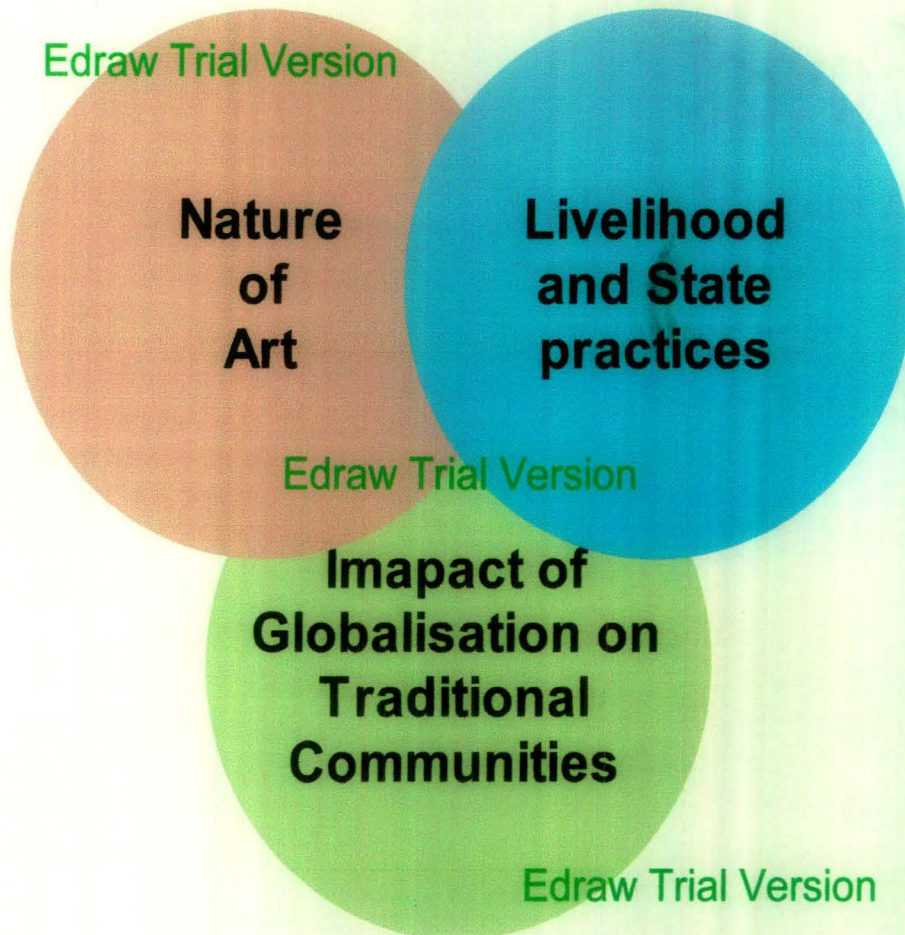 Edraw Trial Version
Nature
of
Art
Livelihood
and State
practices
Edraw Trial Version
Imapact of
Globalisation on
Traditional
Communities
Edraw Trial Version